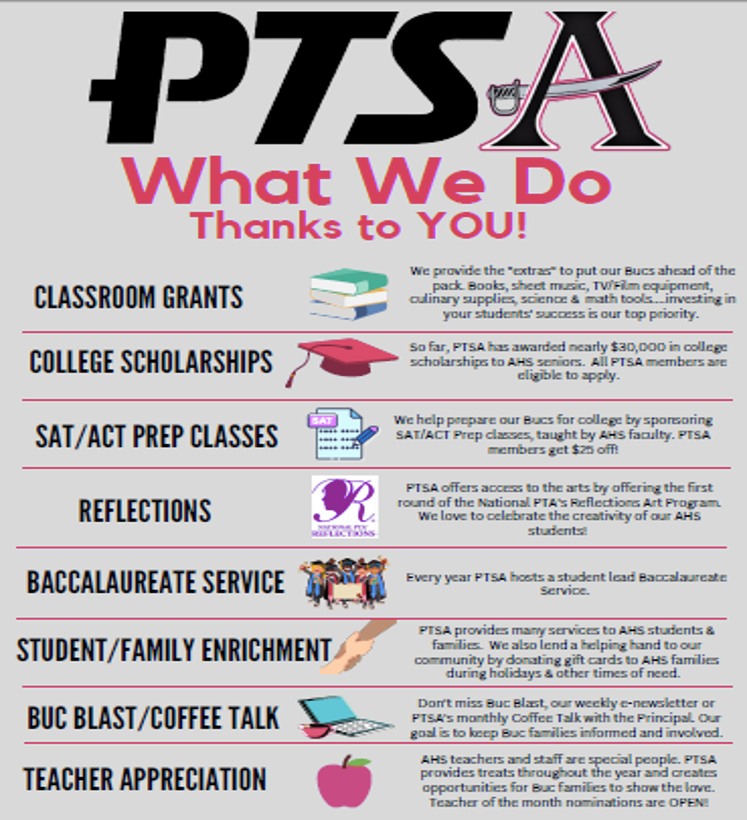 PTSA
What We Do
Thanks to YOU!
CLASSROOM GRANTS
We provide the "extras" to put our Bucs ahead of the
pack. Books, sheet music, TV/Film equipment,
culinary supplies, science & math tools....investing in
your students' success is our top priority.
COLLEGE SCHOLARSHIPS
So far, PTSA has awarded nearly $30,000 in college
scholarships to AHS seniors. All PTSA members are
eligible to apply.
SAT/ACT PREP CLASSES
SAT
We help prepare our Bucs for college by sponsoring
SAT/ACT Prep classes, taught by AHS faculty. PTSA
members get $25 off!
REFLECTIONS
R
NATIONAL PTA
REFLECTIONS
PTSA offers access to the arts by offering the first
round of the National PTA's Reflections Art Program.
We love to celebrate the creativity of our AHS
students!
BACCALAUREATE SERVICE
Every year PTSA hosts a student lead Baccalaureate
Service.
STUDENT/FAMILY ENRICHMENT
PTSA provides many services to AHS students &
families. We also lend a helping hand to our
community by donating gift cards to AHS families
during holidays & other times of need.
BUC BLAST/COFFEE TALK
Don't miss Buc Blast, our weekly e-newsletter or
PTSA's monthly Coffee Talk with the Principal. Our
goal is to keep Buc families informed and involved.
TEACHER APPRECIATION
AHS teachers and staff are special people. PTSA
provides treats throughout the year and creates
opportunities for Buc families to show the love.
Teacher of the month nominations are OPEN!